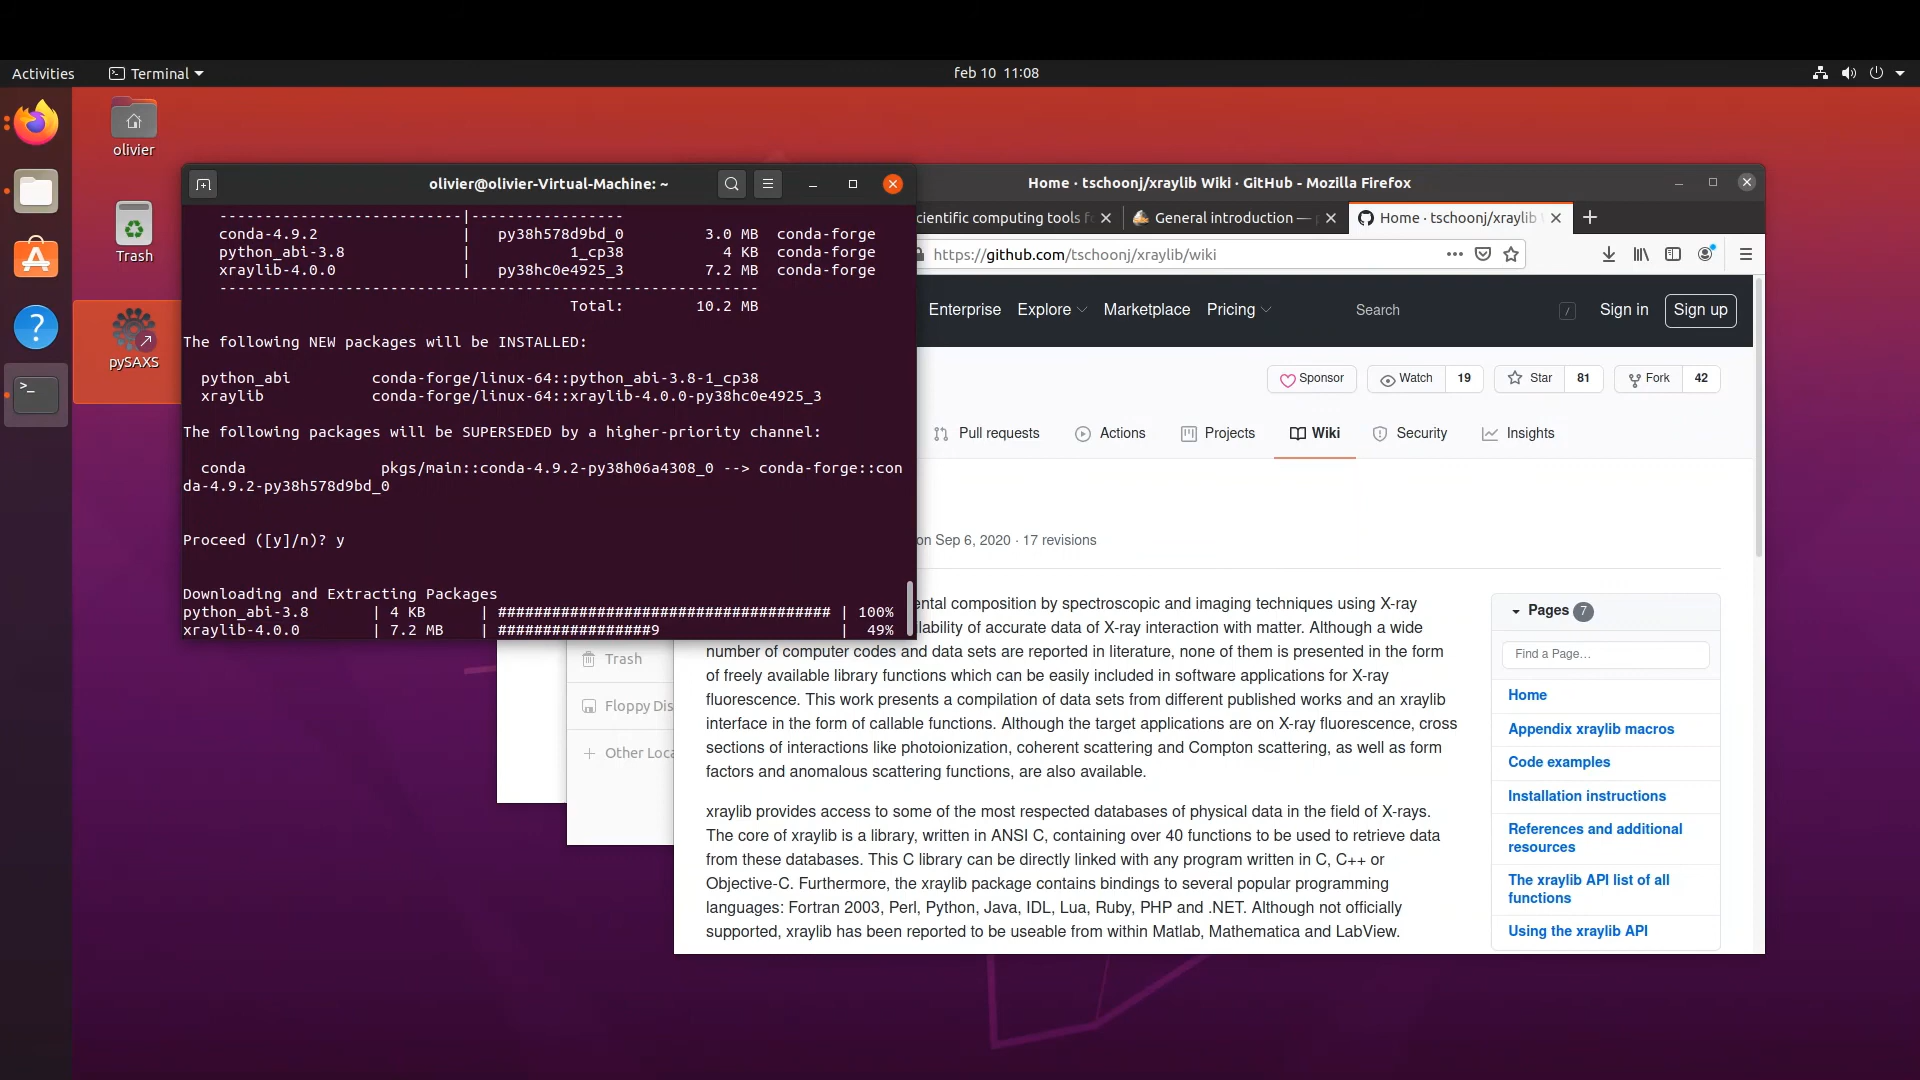 Activities
Terminal
feb 10 11:08
olivier
Trash
pySAXS
olivier@olivier-Virtual-Machine: ~
---------------------------|-----------------
conda-4.9.2 | py38h578d9bd_0 3.0 MB conda-forge
python_abi-3.8 | 1_cp38 4 KB conda-forge
xraylib-4.0.0 | py38hc0e4925_3 7.2 MB conda-forge
------------------------------------------------------------
Total: 10.2 MB
The following NEW packages will be INSTALLED:
python_abi conda-forge/linux-64::python_abi-3.8-1_cp38
xraylib conda-forge/linux-64::xraylib-4.0.0-py38hc0e4925_3
The following packages will be SUPERSEDED by a higher-priority channel:
conda pkgs/main::conda-4.9.2-py38h06a4308_0 --> conda-forge::con
da-4.9.2-py38h578d9bd_0
Proceed ([y]/n)? y
Downloading and Extracting Packages
python_abi-3.8 | 4 KB | ##################################### | 100%
xraylib-4.0.0 | 7.2 MB | #################9 | 49%
Home · tschoonj/xraylib Wiki · GitHub - Mozilla Firefox
cientific computing tools f
General introduction —
Home · tschoonj/xraylib
https://github.com/tschoonj/xraylib/wiki
Enterprise
Explore
Marketplace
Pricing
Search
/
Sign in
Sign up
Sponsor
Watch 19
Star 81
Fork 42
Pull requests
Actions
Projects
Wiki
Security
Insights
on Sep 6, 2020 · 17 revisions
ental composition by spectroscopic and imaging techniques using X-ray
lability of accurate data of X-ray interaction with matter. Although a wide
number of computer codes and data sets are reported in literature, none of them is presented in the form
of freely available library functions which can be easily included in software applications for X-ray
fluorescence. This work presents a compilation of data sets from different published works and an xraylib
interface in the form of callable functions. Although the target applications are on X-ray fluorescence, cross
sections of interactions like photoionization, coherent scattering and Compton scattering, as well as form
factors and anomalous scattering functions, are also available.
xraylib provides access to some of the most respected databases of physical data in the field of X-rays.
The core of xraylib is a library, written in ANSI C, containing over 40 functions to be used to retrieve data
from these databases. This C library can be directly linked with any program written in C, C++ or
Objective-C. Furthermore, the xraylib package contains bindings to several popular programming
languages: Fortran 2003, Perl, Python, Java, IDL, Lua, Ruby, PHP and .NET. Although not officially
supported, xraylib has been reported to be useable from within Matlab, Mathematica and LabView.
Pages 7
Find a Page…
Home
Appendix xraylib macros
Code examples
Installation instructions
References and additional
resources
The xraylib API list of all
functions
Using the xraylib API
Trash
Floppy Dis
Other Loca